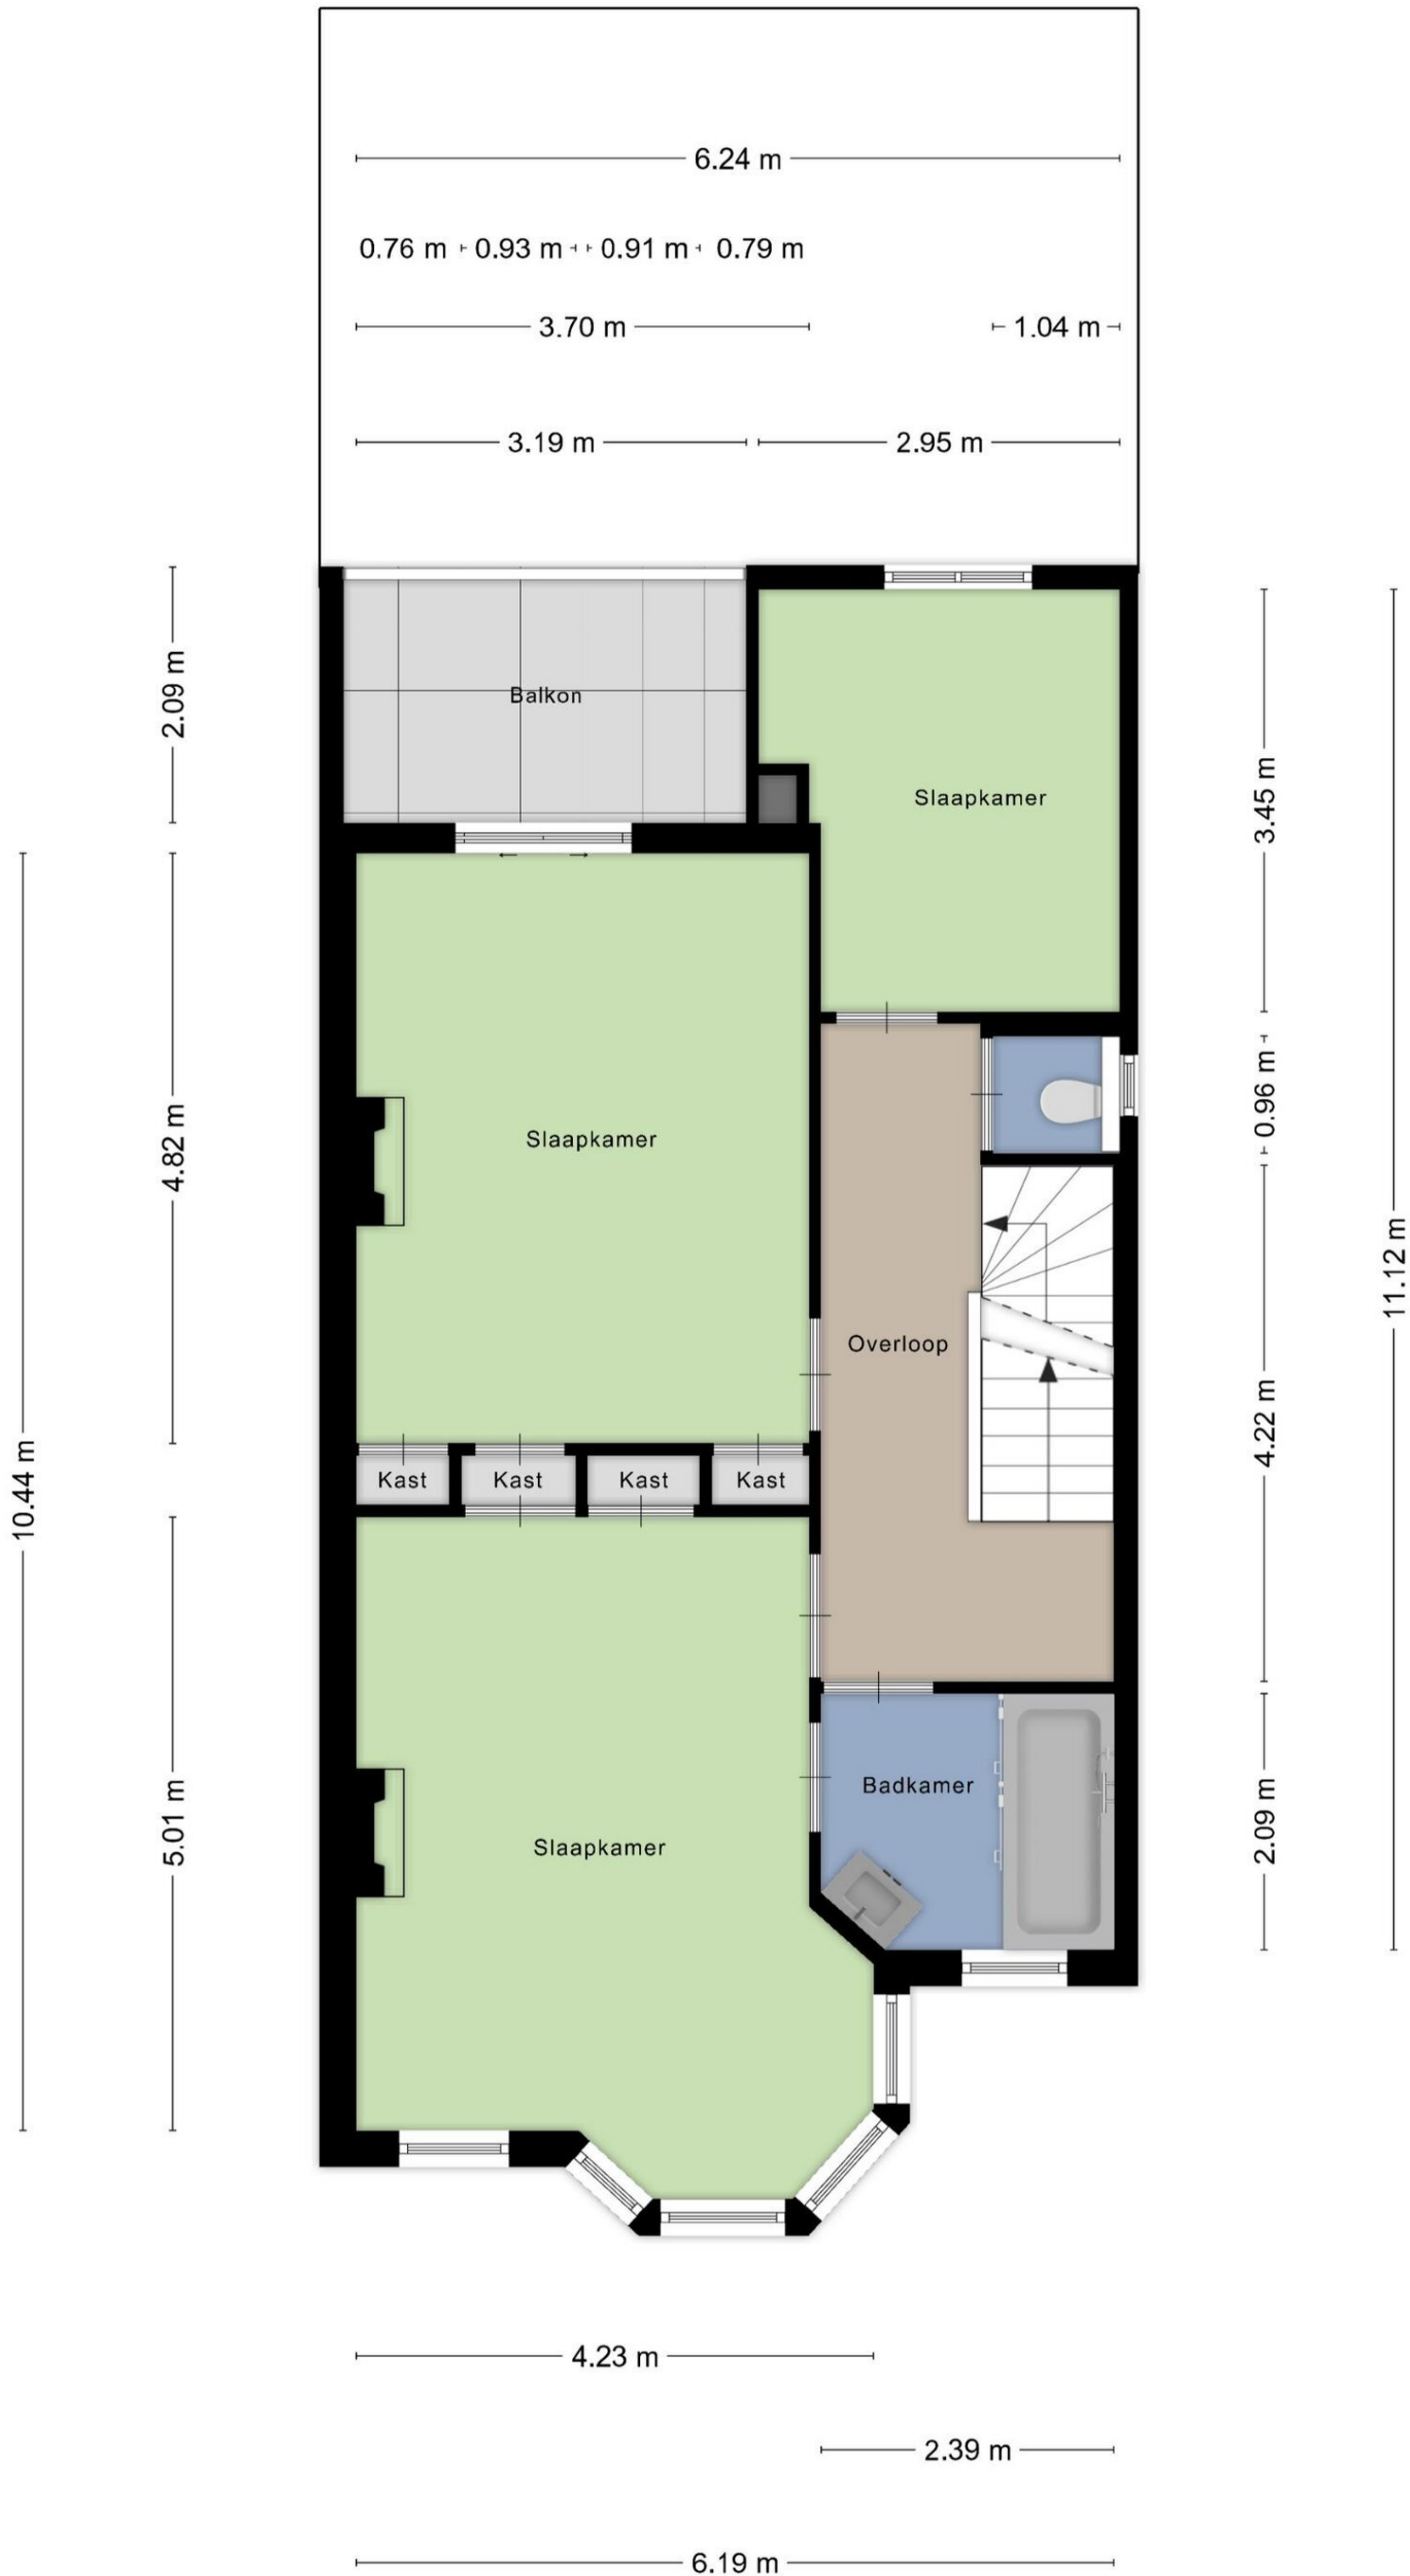 6.24 m
0.76 m 0.93 m 0.91 m 0.79 m
3.70 m 1.04 m
3.19 m 2.95 m
2.09 m
Balkon
Slaapkamer
3.45 m
0.96 m
4.82 m
Slaapkamer
11.12 m
Overloop
4.22 m
10.44 m
Kast Kast Kast Kast
Badkamer
2.09 m
5.01 m
Slaapkamer
4.23 m
2.39 m
6.19 m